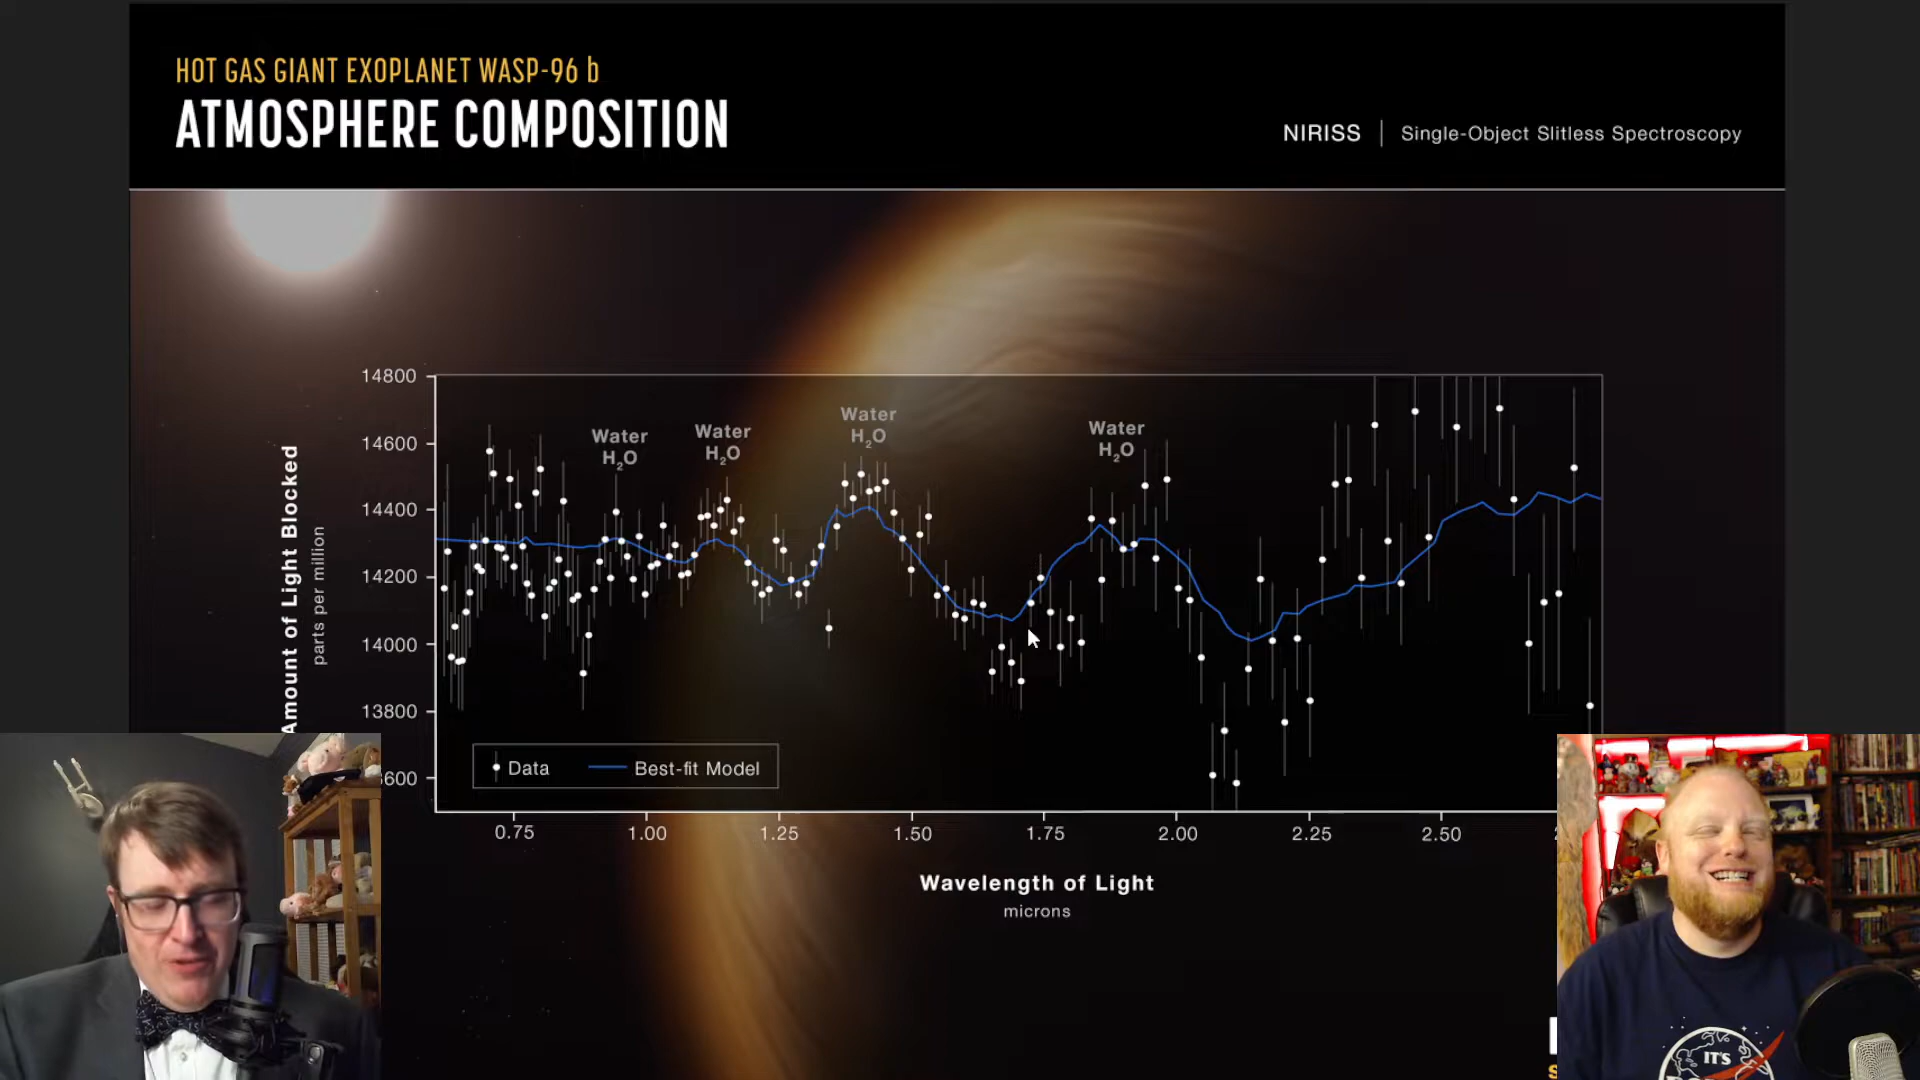 HOT GAS GIANT EXOPLANET WASP-96 b
ATMOSPHERE COMPOSITION
NIRISS | Single-Object Slitless Spectroscopy
Amount of Light Blocked
parts per million
14800
14600
14400
14200
14000
13800
600
Water
H₂O
Water
H₂O
Water
H₂O
Water
H₂O
Data
Best-fit Model
0.75
1.00
1.25
1.50
1.75
2.00
2.25
2.50
Wavelength of Light
microns
IT'S